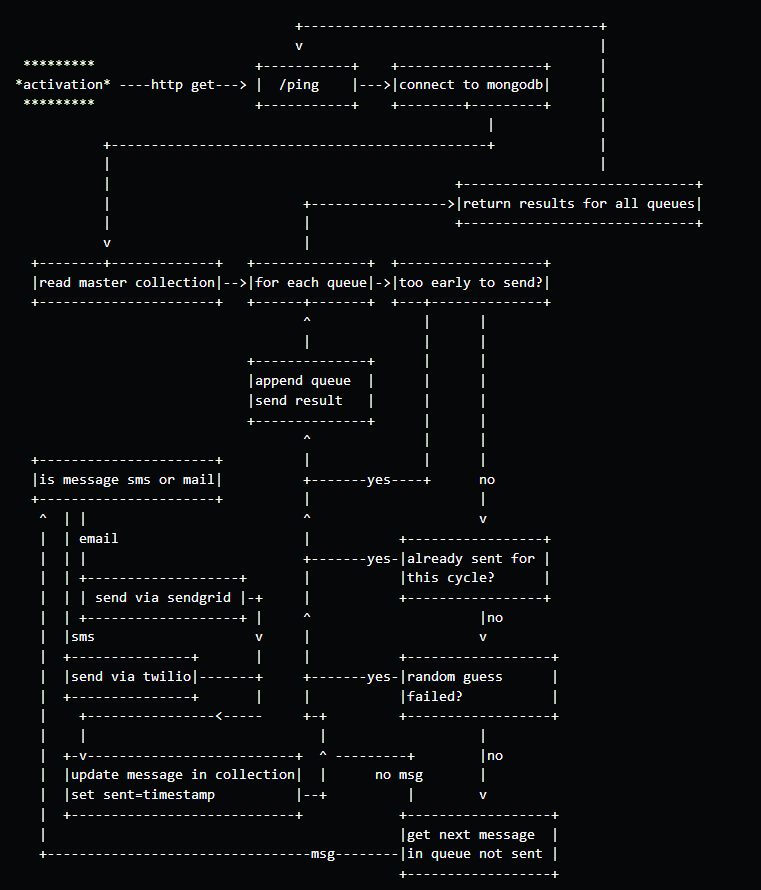 *********
*activation* ----http get---> | /ping |--->|connect to mongodb|
*********
return results for all queues
read master collection|-->|for each queue|->|too early to send?
append queue
send result
is message sms or mail
yes
no
email
yes
already sent for
this cycle?
send via sendgrid
no
sms
send via twilio
yes
random guess
failed?
no
update message in collection
no msg
set sent=timestamp
get next message
msg
in queue not sent